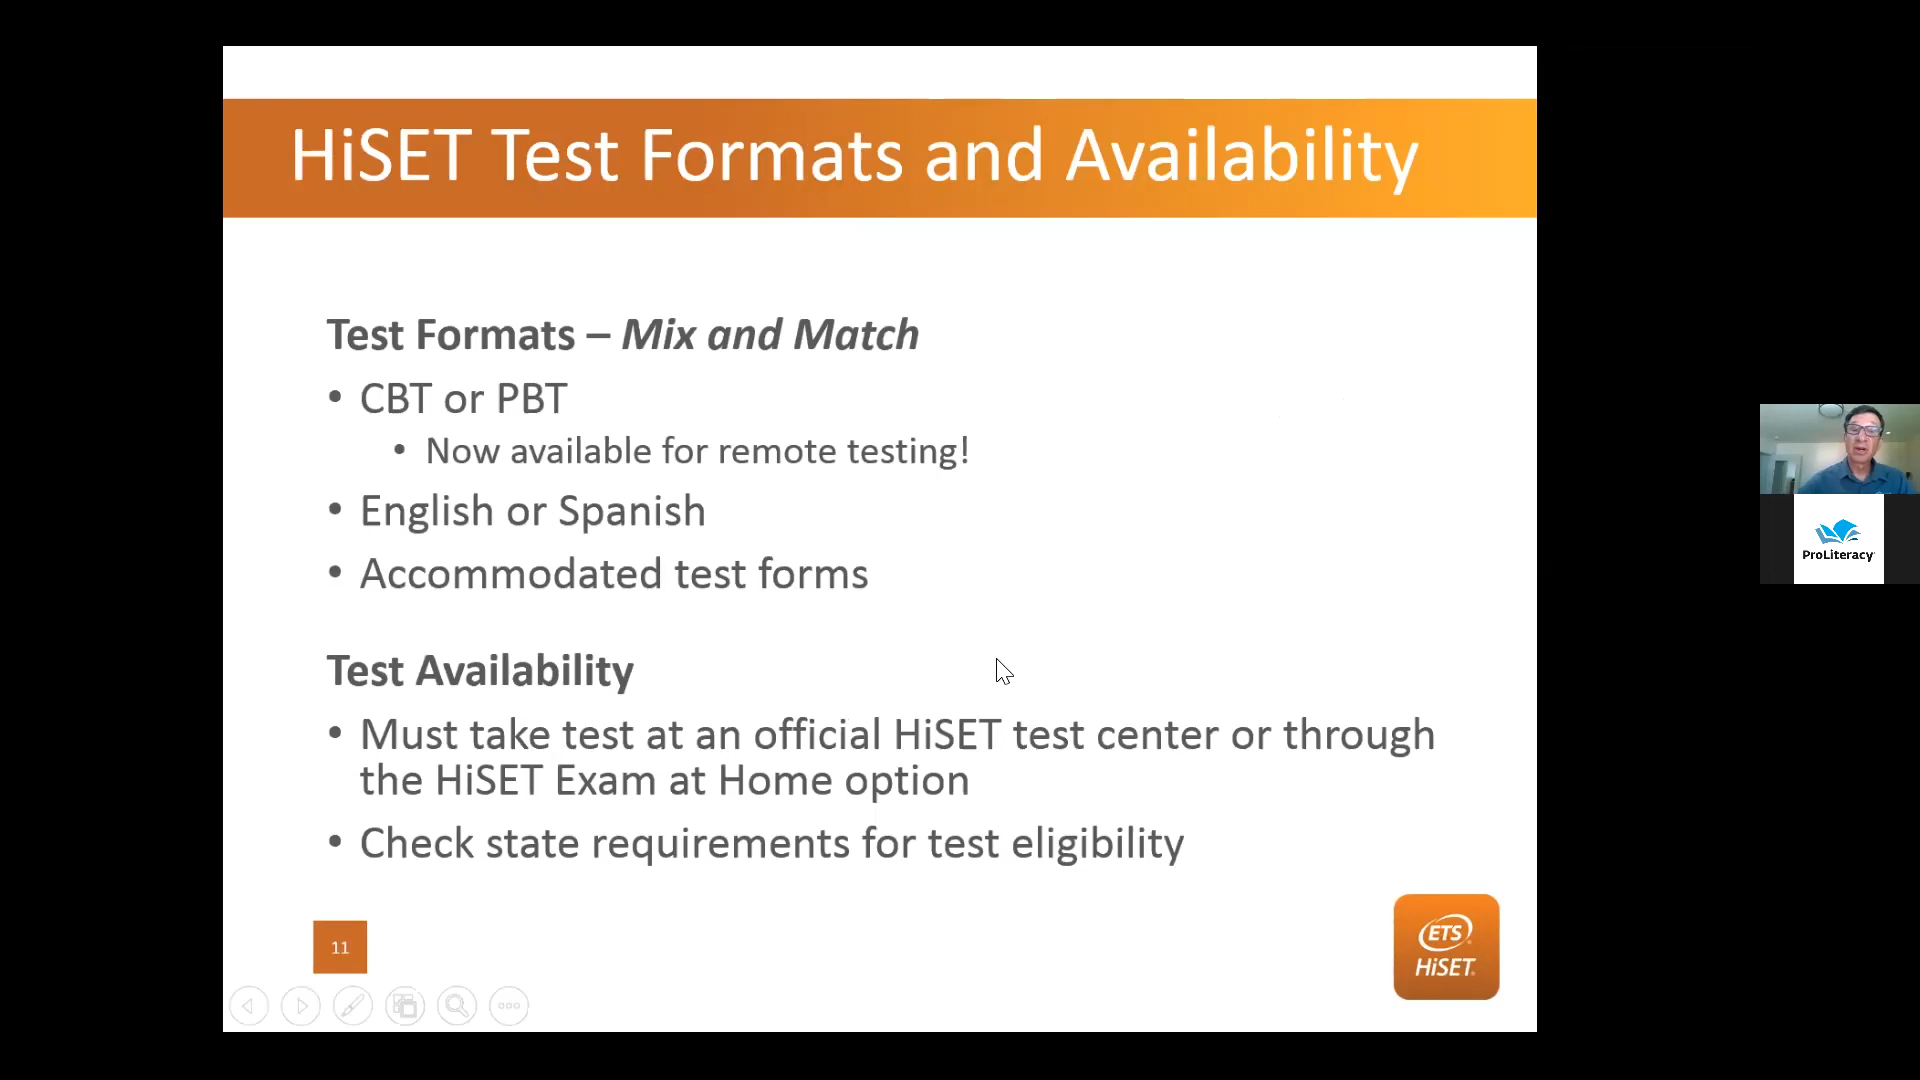 HiSET Test Formats and Availability
Test Formats – Mix and Match
• CBT or PBT
• Now available for remote testing!
• English or Spanish
• Accommodated test forms
Test Availability
• Must take test at an official HiSET test center or through
the HiSET Exam at Home option
• Check state requirements for test eligibility
11
ETS
HiSET
ProLiteracy